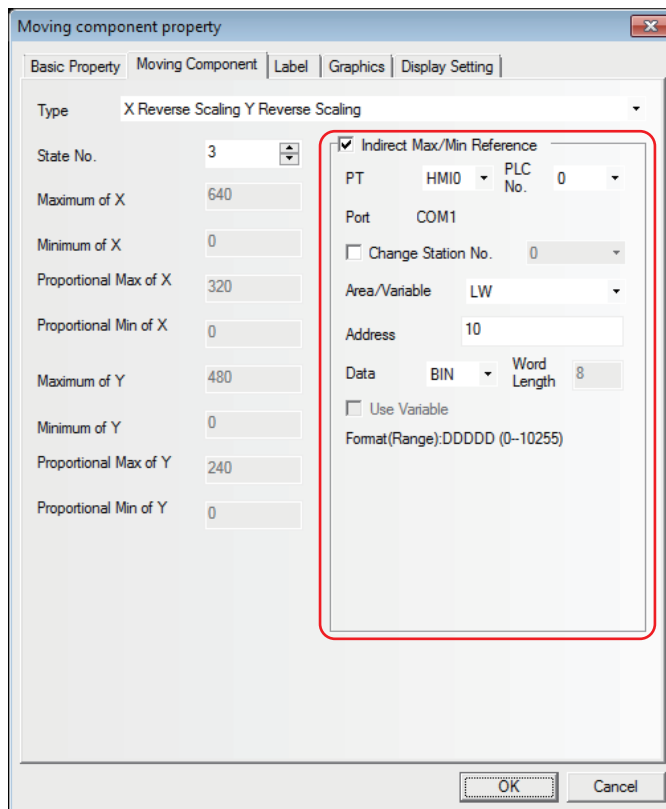 Moving component property
Basic Property Moving Component Label Graphics Display Setting
Type X Reverse Scaling Y Reverse Scaling
State No. 3
Maximum of X 640
Minimum of X 0
Proportional Max of X 320
Proportional Min of X 0
Maximum of Y 480
Minimum of Y 0
Proportional Max of Y 240
Proportional Min of Y 0
Indirect Max/Min Reference
PT HMI0 PLC No. 0
Port COM1
Change Station No. 0
Area/Variable LW
Address 10
Data BIN Word Length 8
Use Variable
Format(Range):DDDDD (0--10255)
OK Cancel